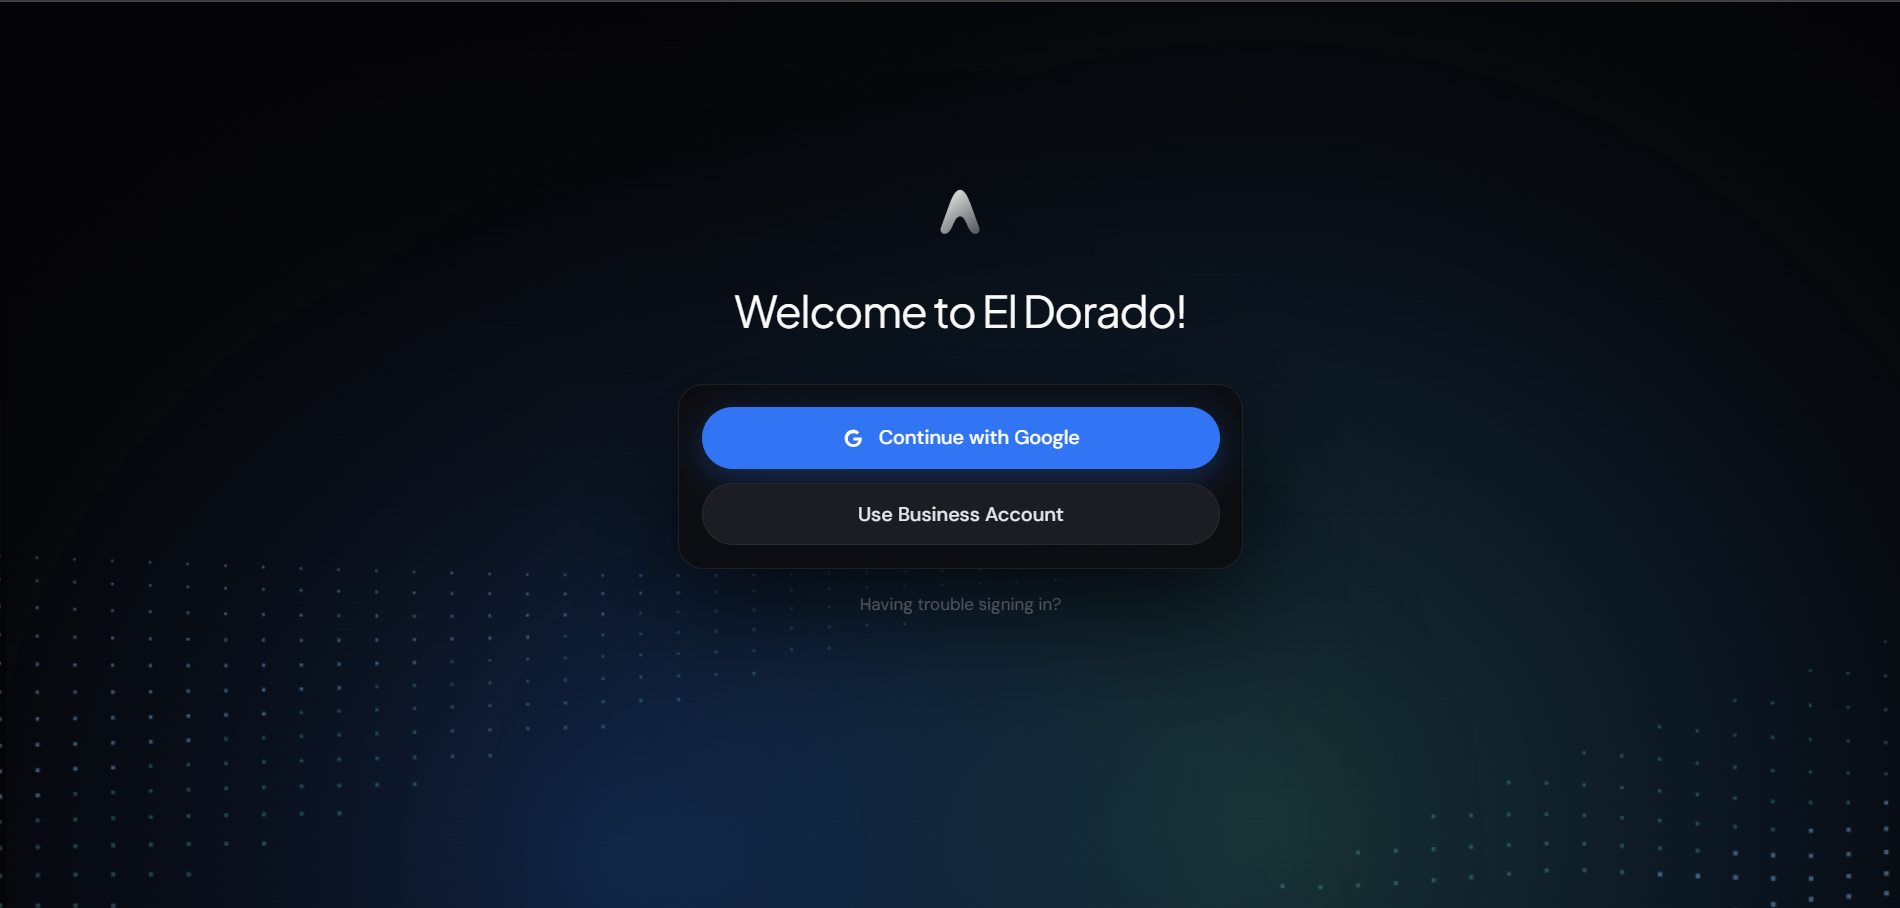 Welcome to El Dorado!
Continue with Google
Use Business Account
Having trouble signing in?